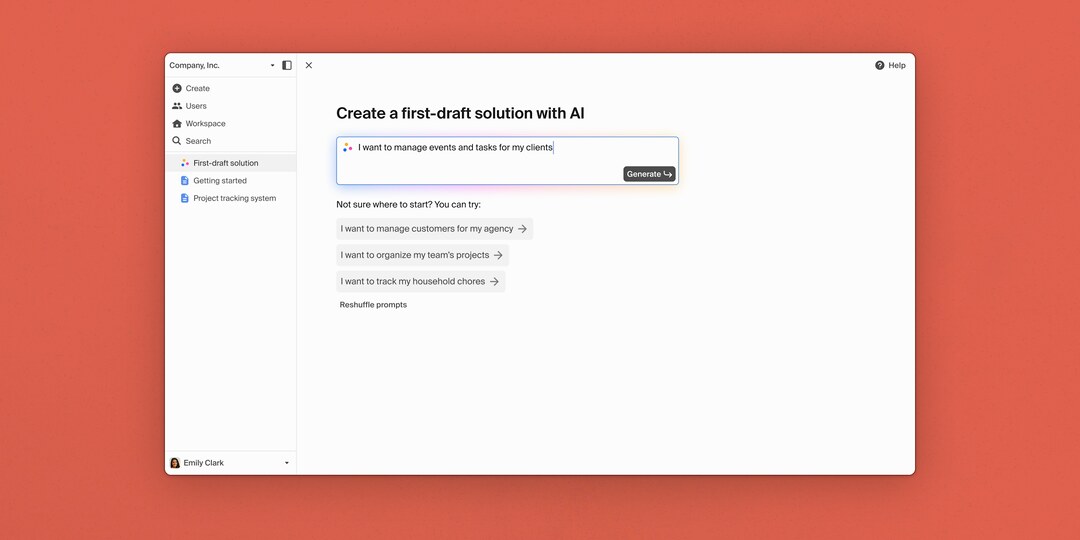 Company, Inc.
Help
Create
Users
Workspace
Search
First-draft solution
Getting started
Project tracking system
Emily Clark
Create a first-draft solution with AI
I want to manage events and tasks for my clients
Generate
Not sure where to start? You can try:
I want to manage customers for my agency
I want to organize my team's projects
I want to track my household chores
Reshuffle prompts